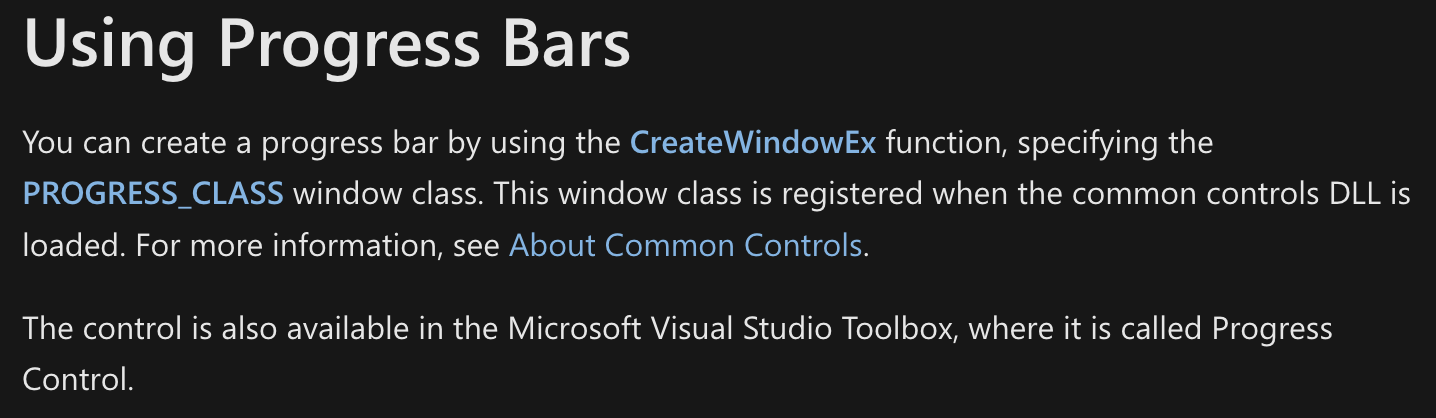 Using Progress Bars
You can create a progress bar by using the CreateWindowEx function, specifying the
PROGRESS_CLASS window class. This window class is registered when the common controls DLL is
loaded. For more information, see About Common Controls.
The control is also available in the Microsoft Visual Studio Toolbox, where it is called Progress
Control.